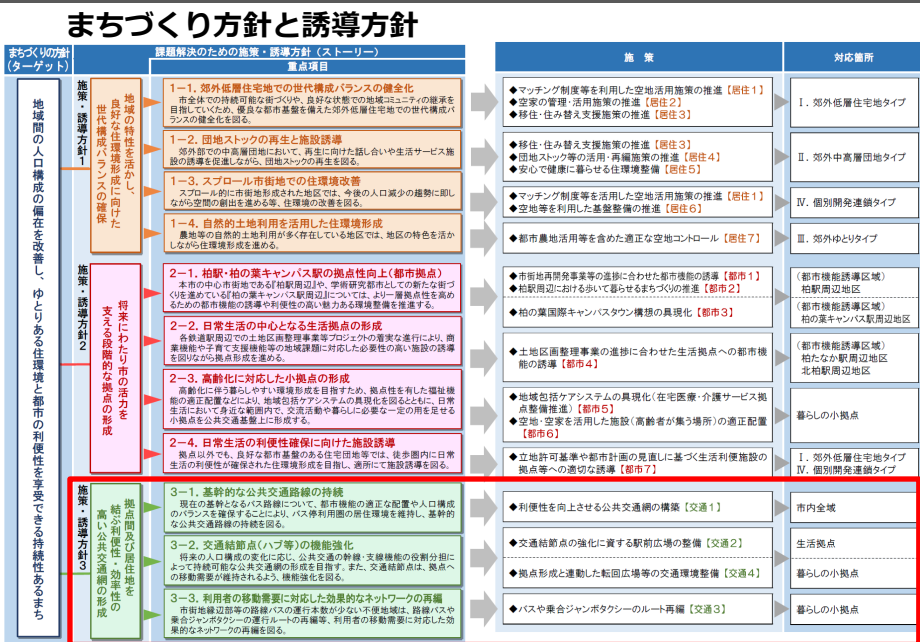 まちづくり方針と誘導方針
まちづくりの方針
(ターゲット)
課題解決のための施策・誘導方針(ストーリー)
重点項目
施 策
対応箇所
地域間の人口構成の偏在を改善し、ゆとりある住環境と都市の利便性を享受できる持続性あるまち
施策・誘導方針1
地域の特性を活かし、
良好な住環境形成に向けた
世代構成バランスの確保
1-1. 郊外低層住宅地での世代構成バランスの健全化
市全体での持続可能な街づくりや、良好な状態での地域コミュニティの継承を
目指していくため、優良な都市基盤を備えた郊外低層住宅地での世代構成バ
ランスの健全化を図る。
◆マッチング制度等を利用した空地活用施策の推進【居住1】
◆空家の管理・活用施策の推進【居住2】
◆移住・住み替え支援施策の推進【居住3】
Ⅰ. 郊外低層住宅地タイプ
1-2. 団地ストックの再生と施設誘導
郊外部での中高層団地において、再生に向けた話し合いや生活サービス施
設の誘導を促進しながら、団地ストックの再生を図る。
◆移住・住み替え支援施策の推進【居住3】
◆団地ストック等の活用・再編施策の推進【居住4】
◆安心で健康に暮らせる住環境整備【居住5】
Ⅱ. 郊外中高層団地タイプ
1-3. スプロール市街地での住環境改善
スプロール的に市街地形成された地区では、今後の人口減少の趨勢に即し
ながら空間の創出を進める等、住環境の改善を図る。
◆マッチング制度等を活用した空地活用施策の推進【居住1】
◆空地等を利用した基盤整備の推進【居住6】
Ⅳ. 個別開発連鎖タイプ
1-4. 自然的土地利用を活用した住環境形成
農地等の自然的土地利用が多く存在している地区では、地区の特色を活か
しながら住環境形成を進める。
◆都市農地活用等を含めた適正な空地コントロール【居住7】
Ⅲ. 郊外ゆとりタイプ
施策・誘導方針2
将来にわたり市の活力を
支える段階的な拠点の形成
2-1. 柏駅・柏の葉キャンパス駅の拠点性向上(都市拠点)
本市の中心市街地である『柏駅周辺』や、学術研究都市としての新たな街づ
くりを進めている『柏の葉キャンパス駅周辺』については、より一層拠点性を高め
るための都市機能の誘導や利便性の高い魅力ある環境整備を推進する。
◆市街地再開発事業等の進捗に合わせた都市機能の誘導【都市1】
◆柏駅周辺における歩いて暮らせるまちづくりの推進【都市2】
(都市機能誘導区域)
柏駅周辺地区
◆柏の葉国際キャンパスタウン構想の具現化【都市3】
(都市機能誘導区域)
柏の葉キャンパス駅周辺地区
2-2. 日常生活の中心となる生活拠点の形成
各鉄道駅周辺での土地区画整理事業等プロジェクトの着実な進行により、商
業機能や子育て支援機能等の地域課題に対応した必要性の高い施設の誘導
を図りながら拠点形成を進める。
◆土地区画整理事業の進捗に合わせた生活拠点への都市機
能の誘導【都市4】
(都市機能誘導区域)
柏たなか駅周辺地区
北柏駅周辺地区
2-3. 高齢化に対応した小拠点の形成
高齢化に伴う暮らしやすい環境形成を目指すため、拠点性を有した福祉機
能の適正配置などにより、地域包括ケアシステムの具現化を図るとともに、日常
生活において身近な範囲内で、交流活動や暮らしに必要な一定の用を足せる
小拠点を公共交通基盤上に形成する。
◆地域包括ケアシステムの具現化(在宅医療・介護サービス拠
点整備推進)【都市5】
◆空地・空家を活用した施設(高齢者が集う場所)の適正配置
【都市6】
暮らしの小拠点
2-4. 日常生活の利便性確保に向けた施設誘導
拠点以外でも、良好な都市基盤のある住宅団地等では、徒歩圏内に日常
生活の利便性が確保された住環境形成を目指し、適所にて施設誘導を図る。
◆立地許可基準や都市計画の見直しに基づく生活利便施設の
拠点等への適切な誘導【都市7】
Ⅰ. 郊外低層住宅地タイプ
Ⅳ. 個別開発連鎖タイプ
施策・誘導方針3
拠点間及び居住地を
結ぶ利便性・効率性の
高い公共交通網の形成
3-1. 基幹的な公共交通路線の持続
現在の基幹となるバス路線について、都市機能の適正な配置や人口構成
のバランスを確保することにより、バス停利用圏の居住環境を維持し、基幹的
な公共交通路線の持続を図る。
◆利便性を向上させる公共交通網の構築【交通1】
市内全域
3-2. 交通結節点(ハブ等)の機能強化
将来の人口構成の変化に応じ、公共交通の幹線・支線機能の役割分担によ
って持続可能な公共交通網の形成を目指す。また、交通結節点は、拠点へ
の移動需要が維持されるよう、機能強化を図る。
◆交通結節点の強化に資する駅前広場の整備【交通2】
生活拠点
◆拠点形成と連動した転回広場等の交通環境整備【交通4】
暮らしの小拠点
3-3. 利用者の移動需要に対応した効果的なネットワークの再編
市街地縁辺部等の路線バスの運行本数が少ない不便地域は、路線バスや
乗合ジャンボタクシーの運行ルートの再編等、利用者の移動需要に対応した効
果的なネットワークの再編を図る。
◆バスや乗合ジャンボタクシーのルート再編【交通3】
暮らしの小拠点